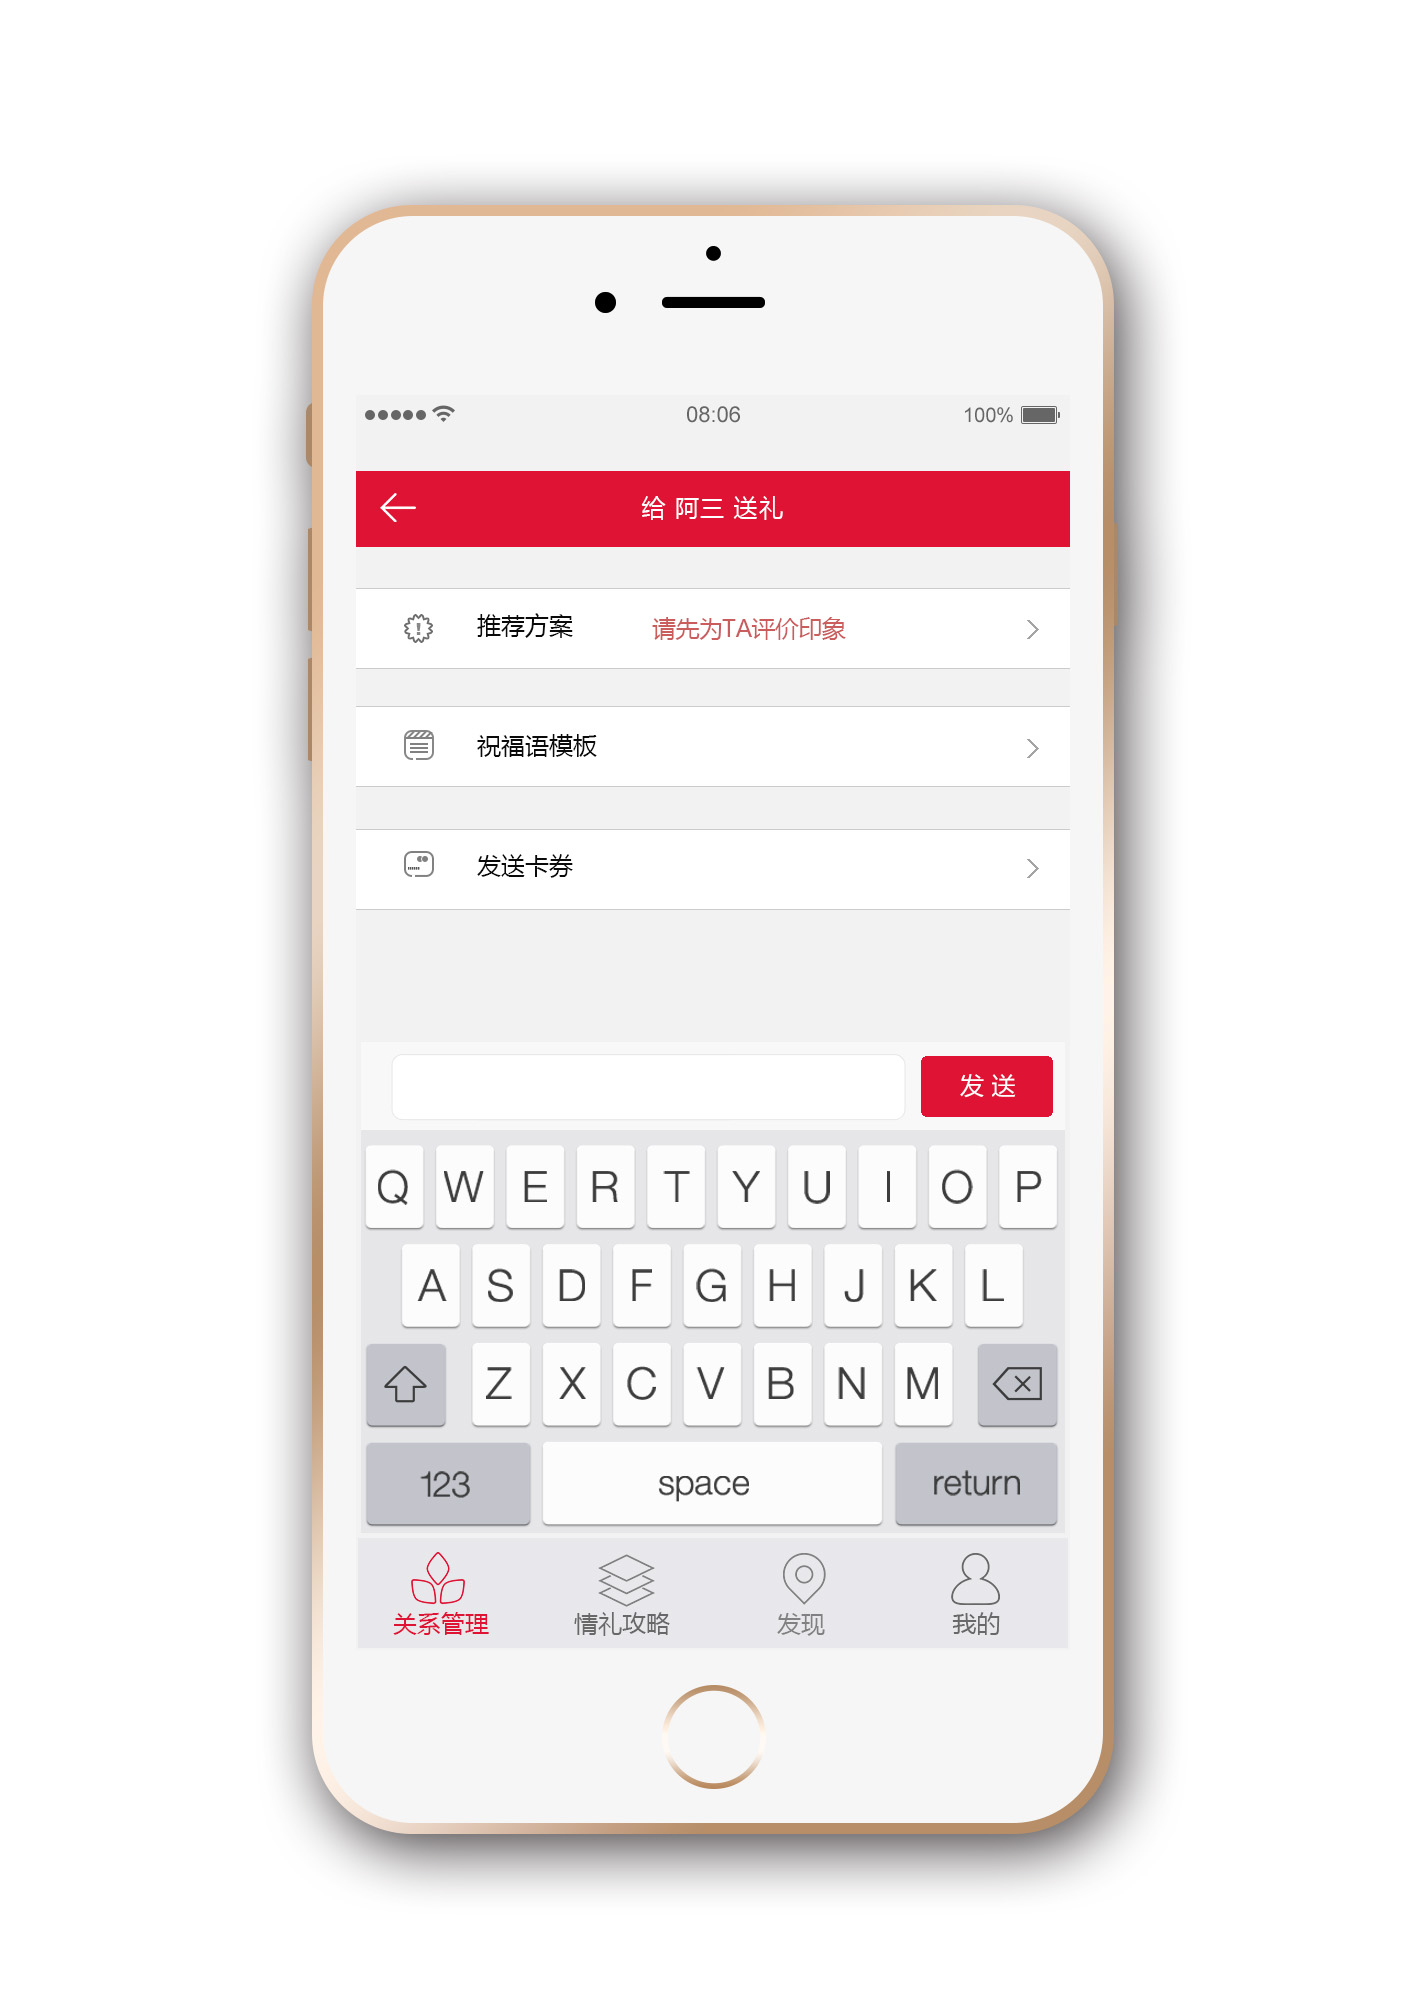 08:06 100%
给 阿三 送礼
推荐方案 请先为TA评价印象
祝福语模板
发送卡券
发 送
Q W E R T Y U I O P
A S D F G H J K L
Z X C V B N M
123 space return
关系管理 情礼攻略 发现 我的